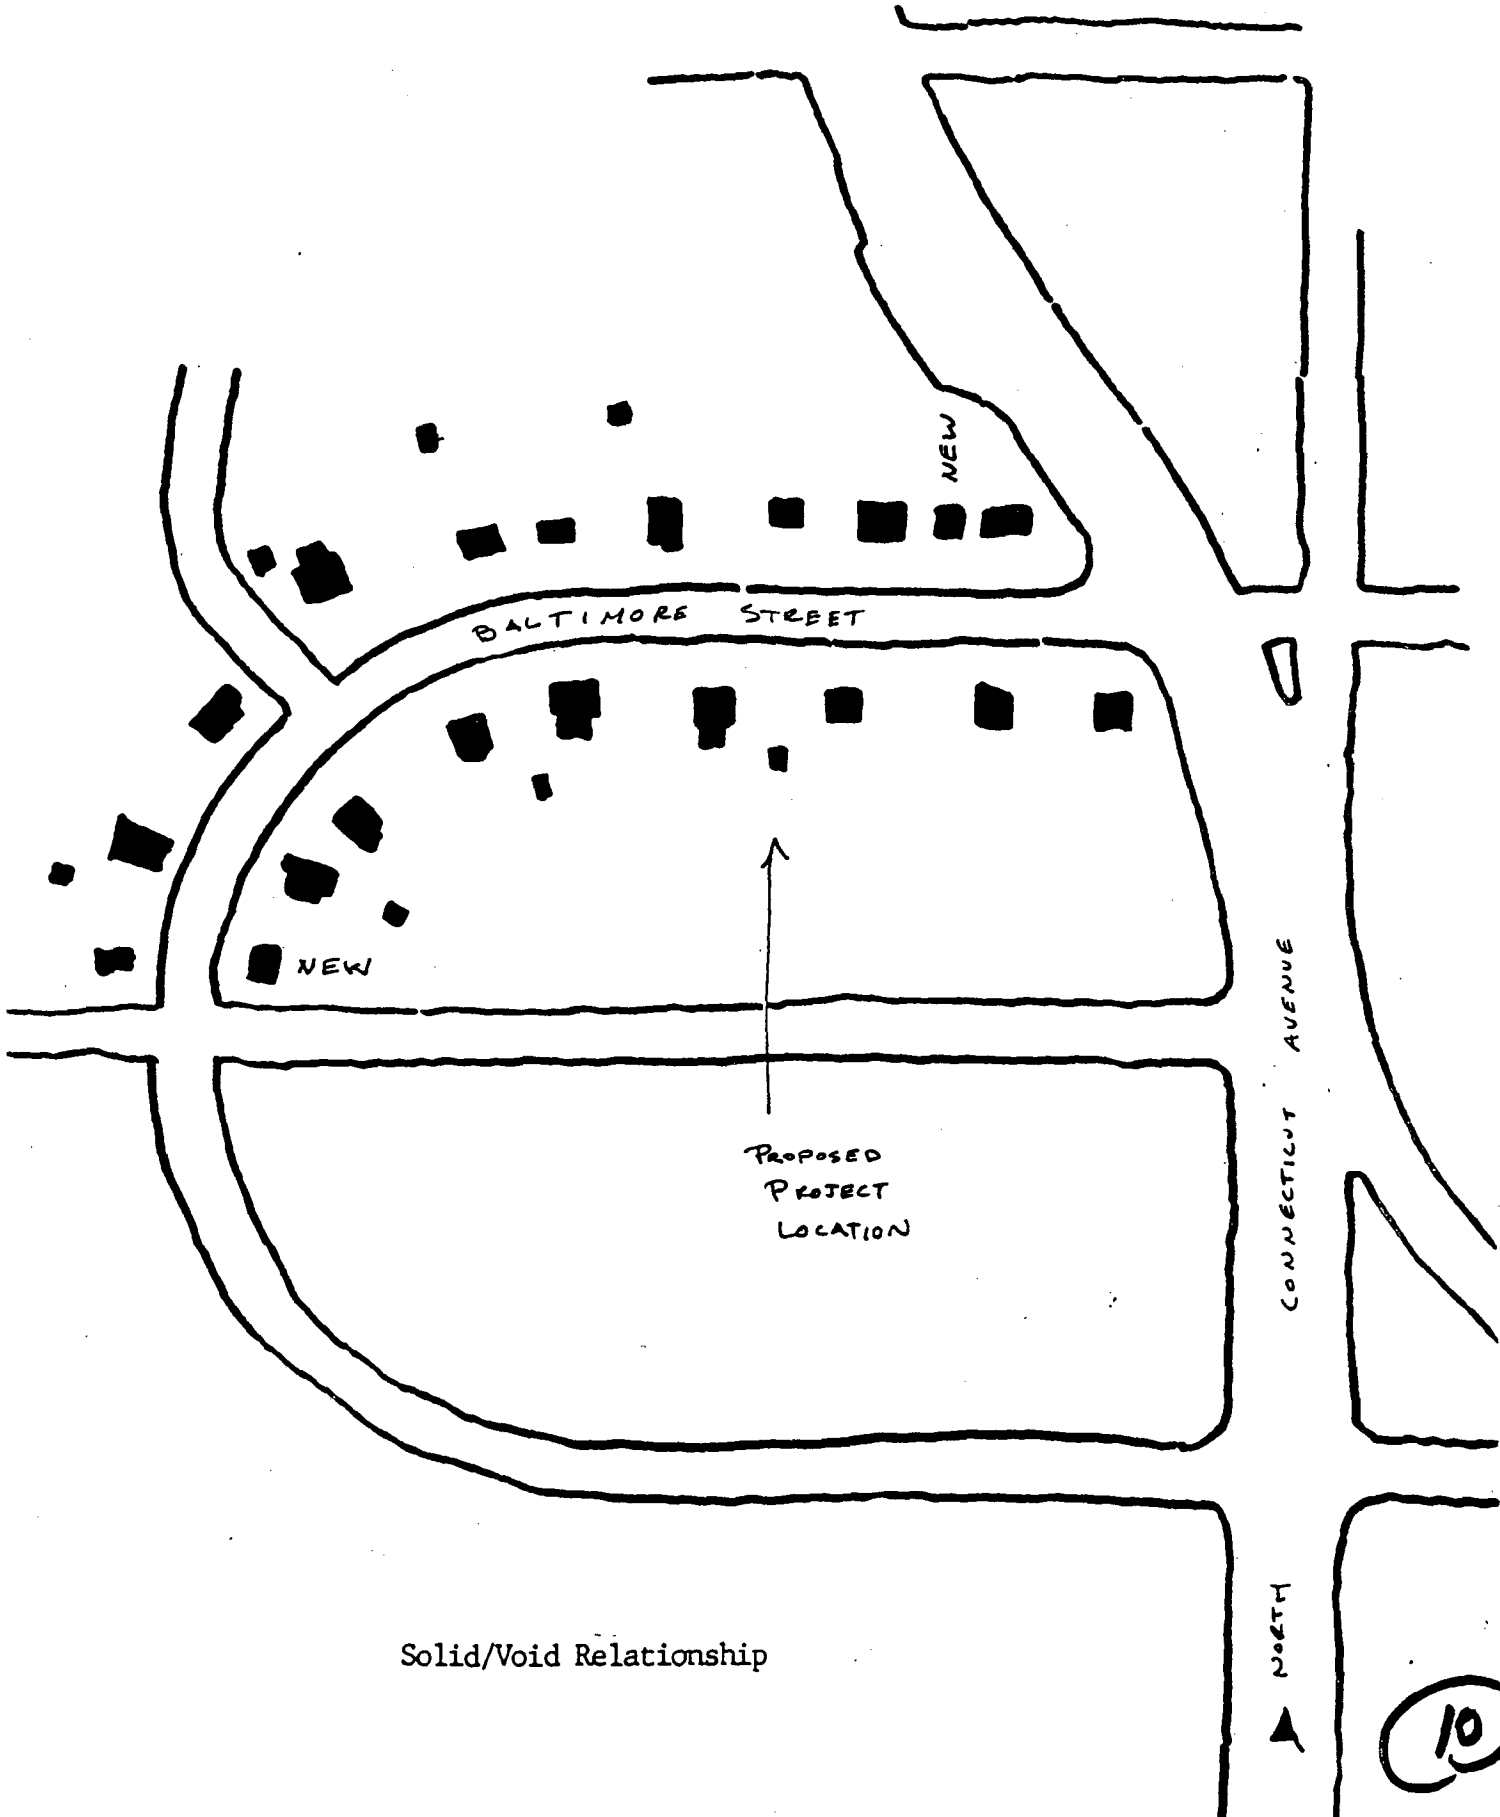 NEW
BALTIMORE STREET
NEW
CONNECTICUT AVENUE
PROPOSED
PROJECT
LOCATION
NORTH
Solid/Void Relationship
10